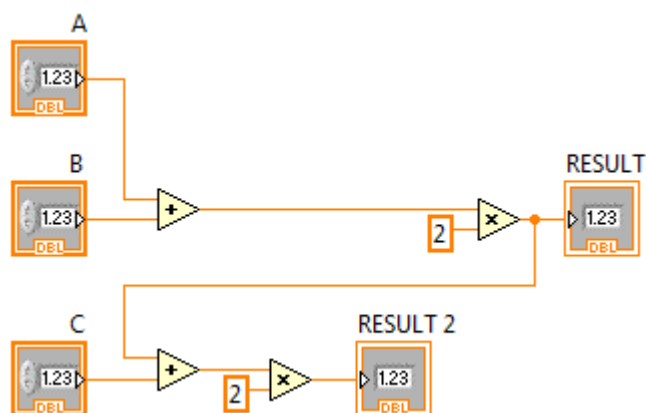 A
1.23
DBL
B
RESULT
1.23
+
×
1.23
DBL
2
DBL
C
RESULT 2
1.23
+
×
1.23
DBL
2
DBL